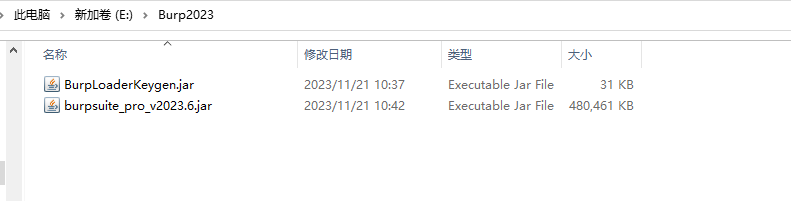 此电脑 > 新加卷 (E:) > Burp2023
名称 修改日期 类型 大小
BurpLoaderKeygen.jar 2023/11/21 10:37 Executable Jar File 31 KB
burpsuite_pro_v2023.6.jar 2023/11/21 10:42 Executable Jar File 480,461 KB